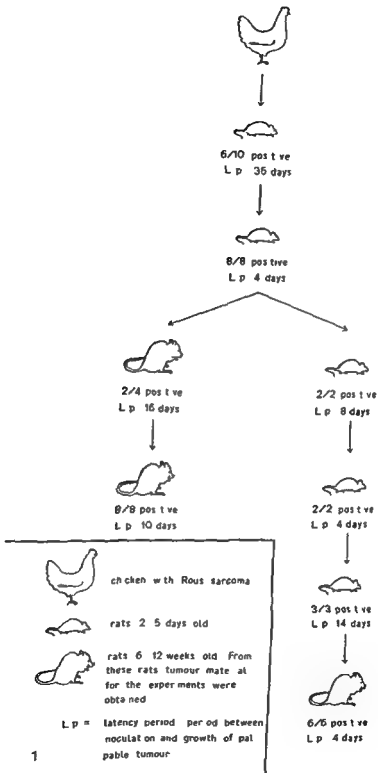 6/10 pos t ve
L p 35 days
8/8 postive
L p 4 days
2/4 pos t ve
L p 16 days
2/2 pos t ve
L p 8 days
8/8 pos t ve
L p 10 days
2/2 pos t ve
L p 4 days
3/3 pos t ve
L p 14 days
6/6 pos t ve
L p 4 days
ch cken w th Rous sarcoma
rats 2 5 days old
rats 6 12 weeks old From
these rats tumour mate al
for the exper ments were
obta ned
L p = latency period per od between
noculat on and growth of pal
pable tumour
1